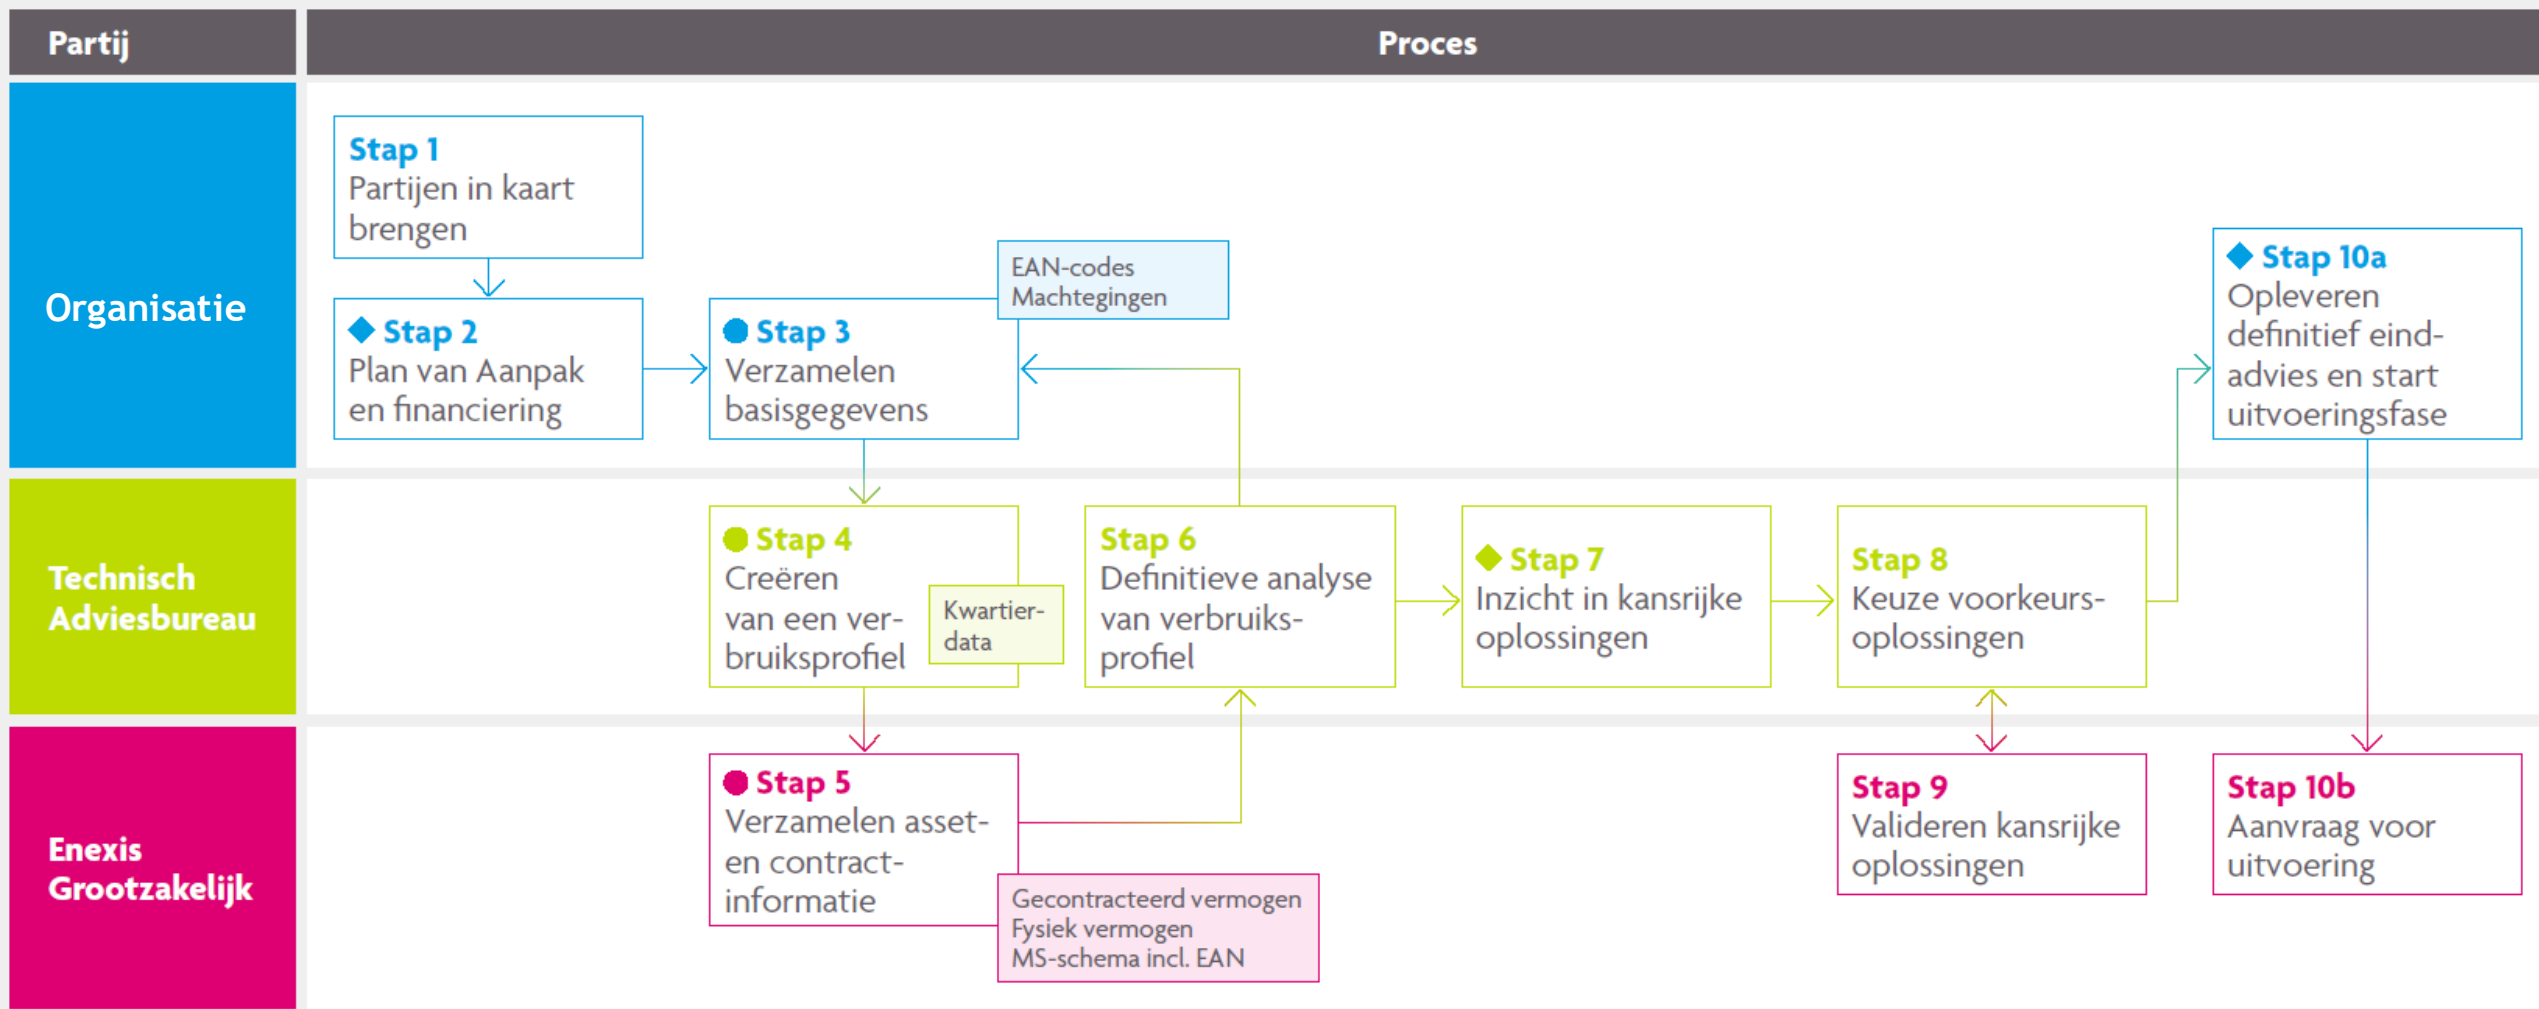 Partij
Proces
Organisatie
Stap 1
Partijen in kaart
brengen
Stap 2
Plan van Aanpak
en financiering
Stap 3
Verzamelen
basisgegevens
EAN-codes
Machtegingen
Stap 10a
Opleveren
definitief eind-
advies en start
uitvoeringsfase
Technisch
Adviesbureau
Stap 4
Creëren
van een ver-
bruiksprofiel
Kwartier-
data
Stap 6
Definitieve analyse
van verbruiks-
profiel
Stap 7
Inzicht in kansrijke
oplossingen
Stap 8
Keuze voorkeurs-
oplossingen
Enexis
Grootzakelijk
Stap 5
Verzamelen asset-
en contract-
informatie
Gecontracteerd vermogen
Fysiek vermogen
MS-schema incl. EAN
Stap 9
Valideren kansrijke
oplossingen
Stap 10b
Aanvraag voor
uitvoering